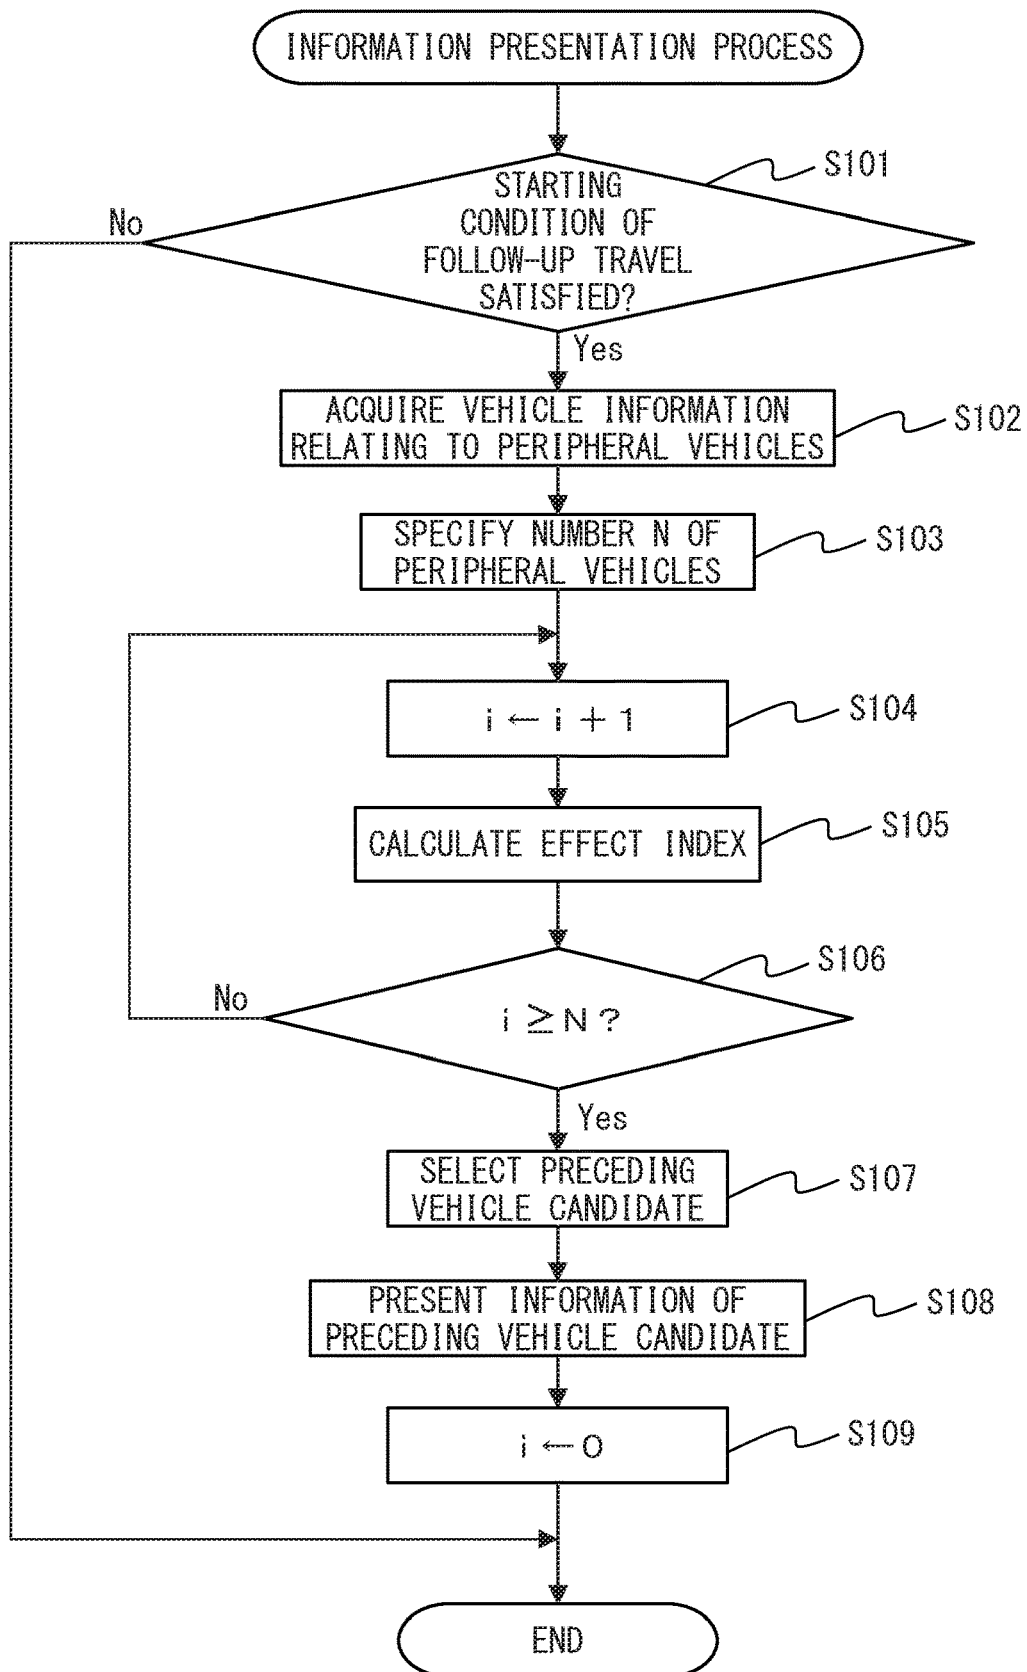 INFORMATION PRESENTATION PROCESS
S101
STARTING
CONDITION OF
FOLLOW-UP TRAVEL
SATISFIED?
No
Yes
ACQUIRE VEHICLE INFORMATION
RELATING TO PERIPHERAL VEHICLES
S102
SPECIFY NUMBER N OF
PERIPHERAL VEHICLES
S103
i ← i + 1
S104
CALCULATE EFFECT INDEX
S105
S106
No
i ≧ N ?
Yes
SELECT PRECEDING
VEHICLE CANDIDATE
S107
PRESENT INFORMATION OF
PRECEDING VEHICLE CANDIDATE
S108
i ← 0
S109
END